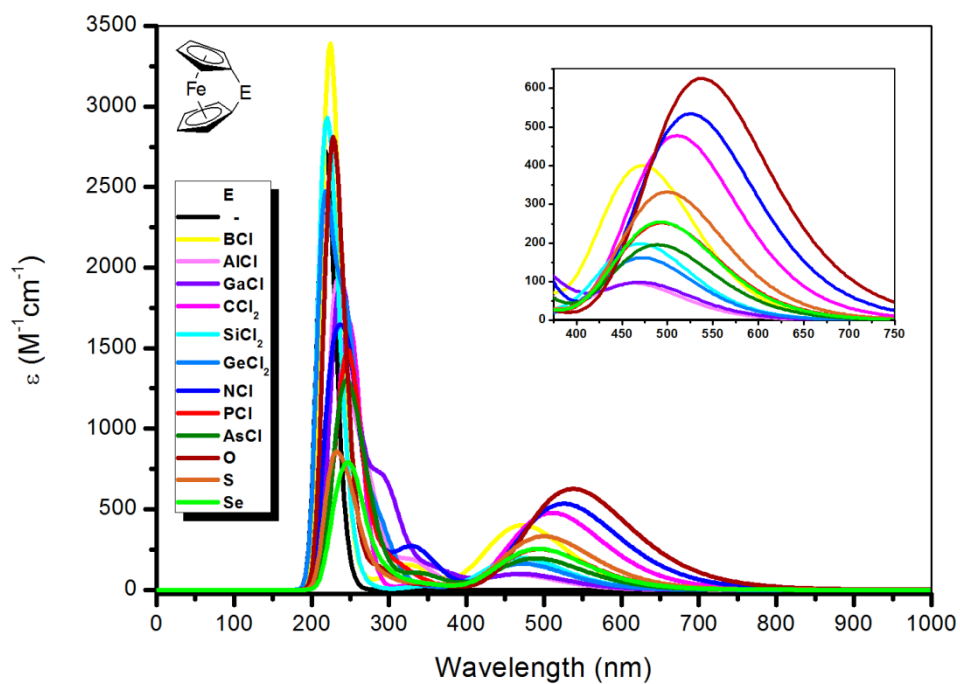 3500
3000
2500
2000
1500
1000
500
0
ε (M⁻¹cm⁻¹)
Fe
E
E
-
BCl
AlCl
GaCl
CCl₂
SiCl₂
GeCl₂
NCl
PCl
AsCl
O
S
Se
600
500
400
300
200
100
0
400 450 500 550 600 650 700 750
0 100 200 300 400 500 600 700 800 900 1000
Wavelength (nm)